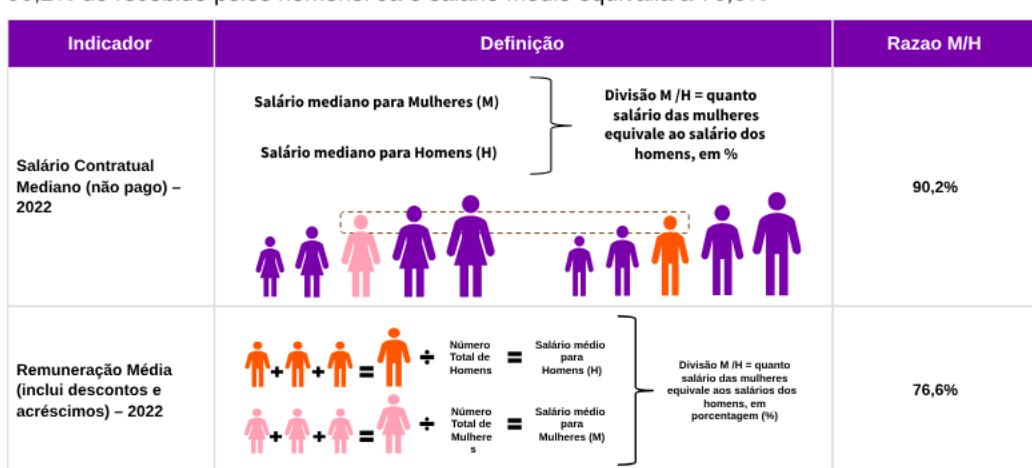 Indicador
Definição
Razao M/H
Salário Contratual
Mediano (não pago) –
2022
Salário mediano para Mulheres (M)
Salário mediano para Homens (H)
Divisão M /H = quanto
salário das mulheres
equivale ao salário dos
homens, em %
90,2%
Remuneração Média
(inclui descontos e
acréscimos) – 2022
+ + = ÷
Número
Total de
Homens
=
Salário médio
para
Homens (H)
+ + = ÷
Número
Total de
Mulhere
s
=
Salário médio
para
Mulheres (M)
Divisão M /H = quanto
salário das mulheres
equivale aos salários dos
homens, em
porcentagem (%)
76,6%